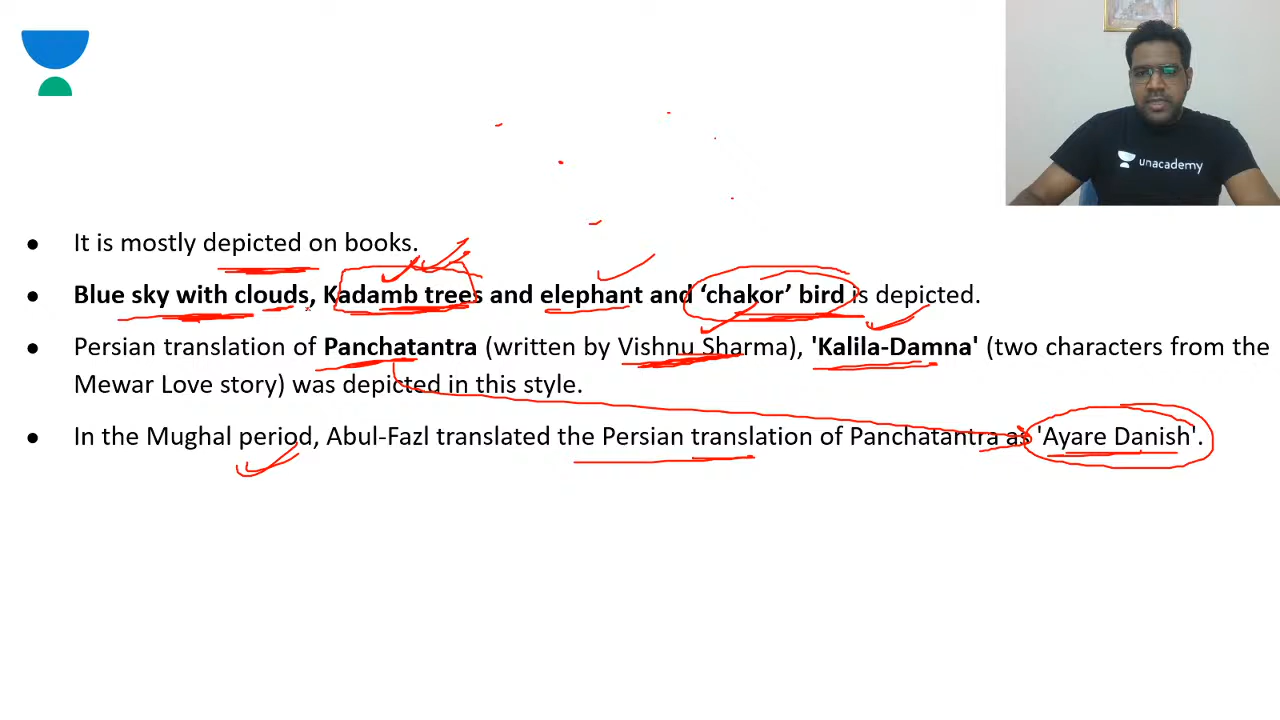 unacademy
● It is mostly depicted on books.
● Blue sky with clouds, Kadamb trees and elephant and ‘chakor’ bird is depicted.
● Persian translation of Panchatantra (written by Vishnu Sharma), 'Kalila-Damna' (two characters from the
Mewar Love story) was depicted in this style.
● In the Mughal period, Abul-Fazl translated the Persian translation of Panchatantra as 'Ayare Danish'.